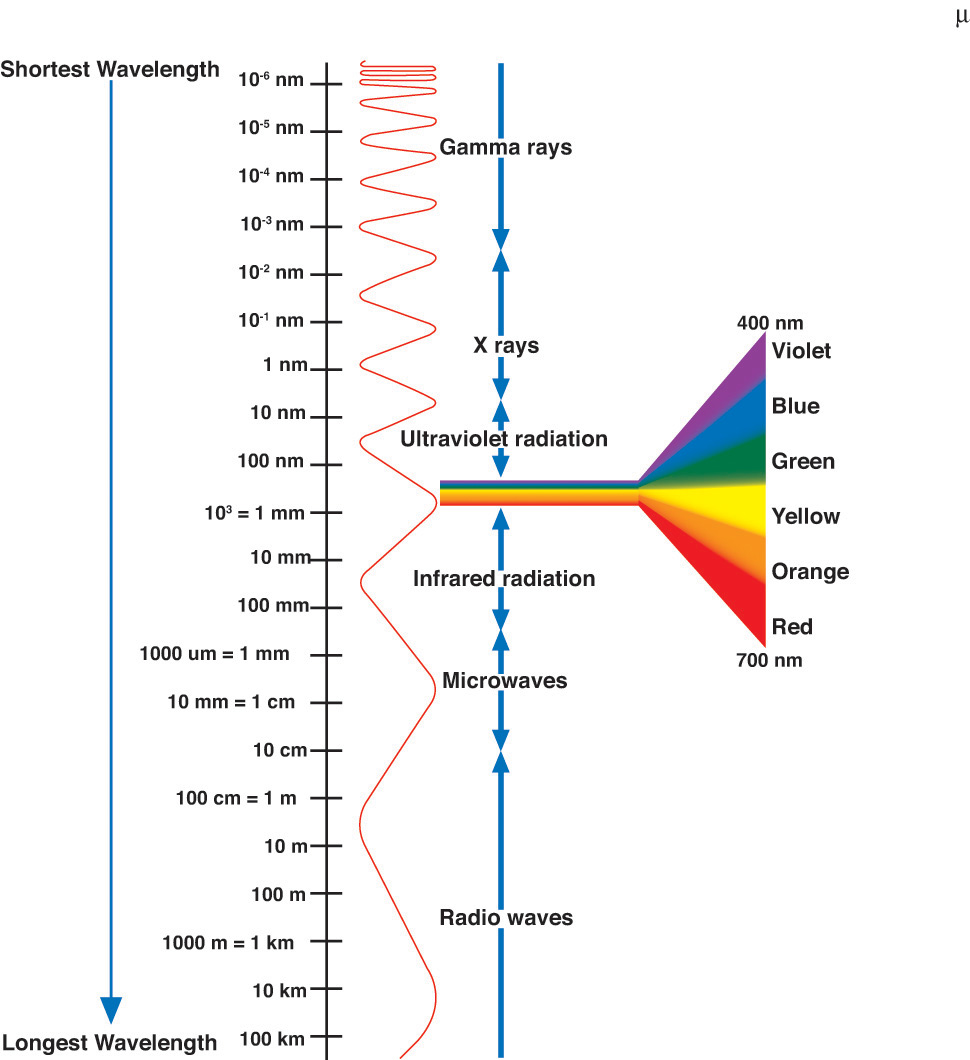 μ
Shortest Wavelength
10⁻⁶ nm
10⁻⁵ nm
Gamma rays
10⁻⁴ nm
10⁻³ nm
10⁻² nm
10⁻¹ nm
X rays
1 nm
10 nm
Ultraviolet radiation
100 nm
10³ = 1 mm
10 mm
Infrared radiation
100 mm
1000 um = 1 mm
Microwaves
10 mm = 1 cm
10 cm
100 cm = 1 m
10 m
100 m
Radio waves
1000 m = 1 km
10 km
100 km
Longest Wavelength
400 nm
Violet
Blue
Green
Yellow
Orange
Red
700 nm